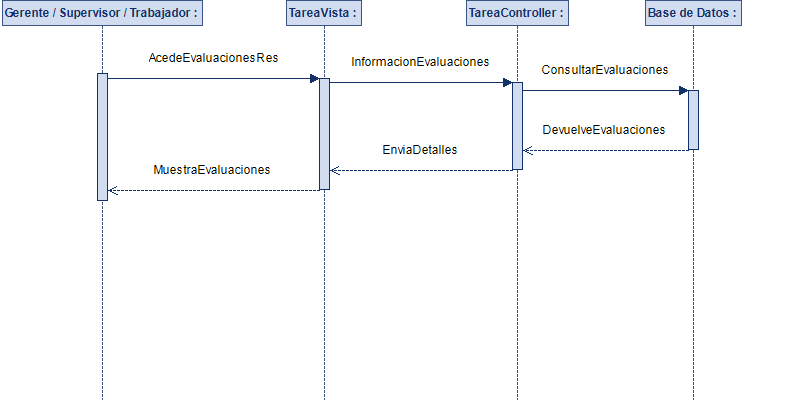 Gerente / Supervisor / Trabajador :
TareaVista :
TareaController :
Base de Datos :
AcedeEvaluacionesRes
InformacionEvaluaciones
ConsultarEvaluaciones
DevuelveEvaluaciones
EnviaDetalles
MuestraEvaluaciones